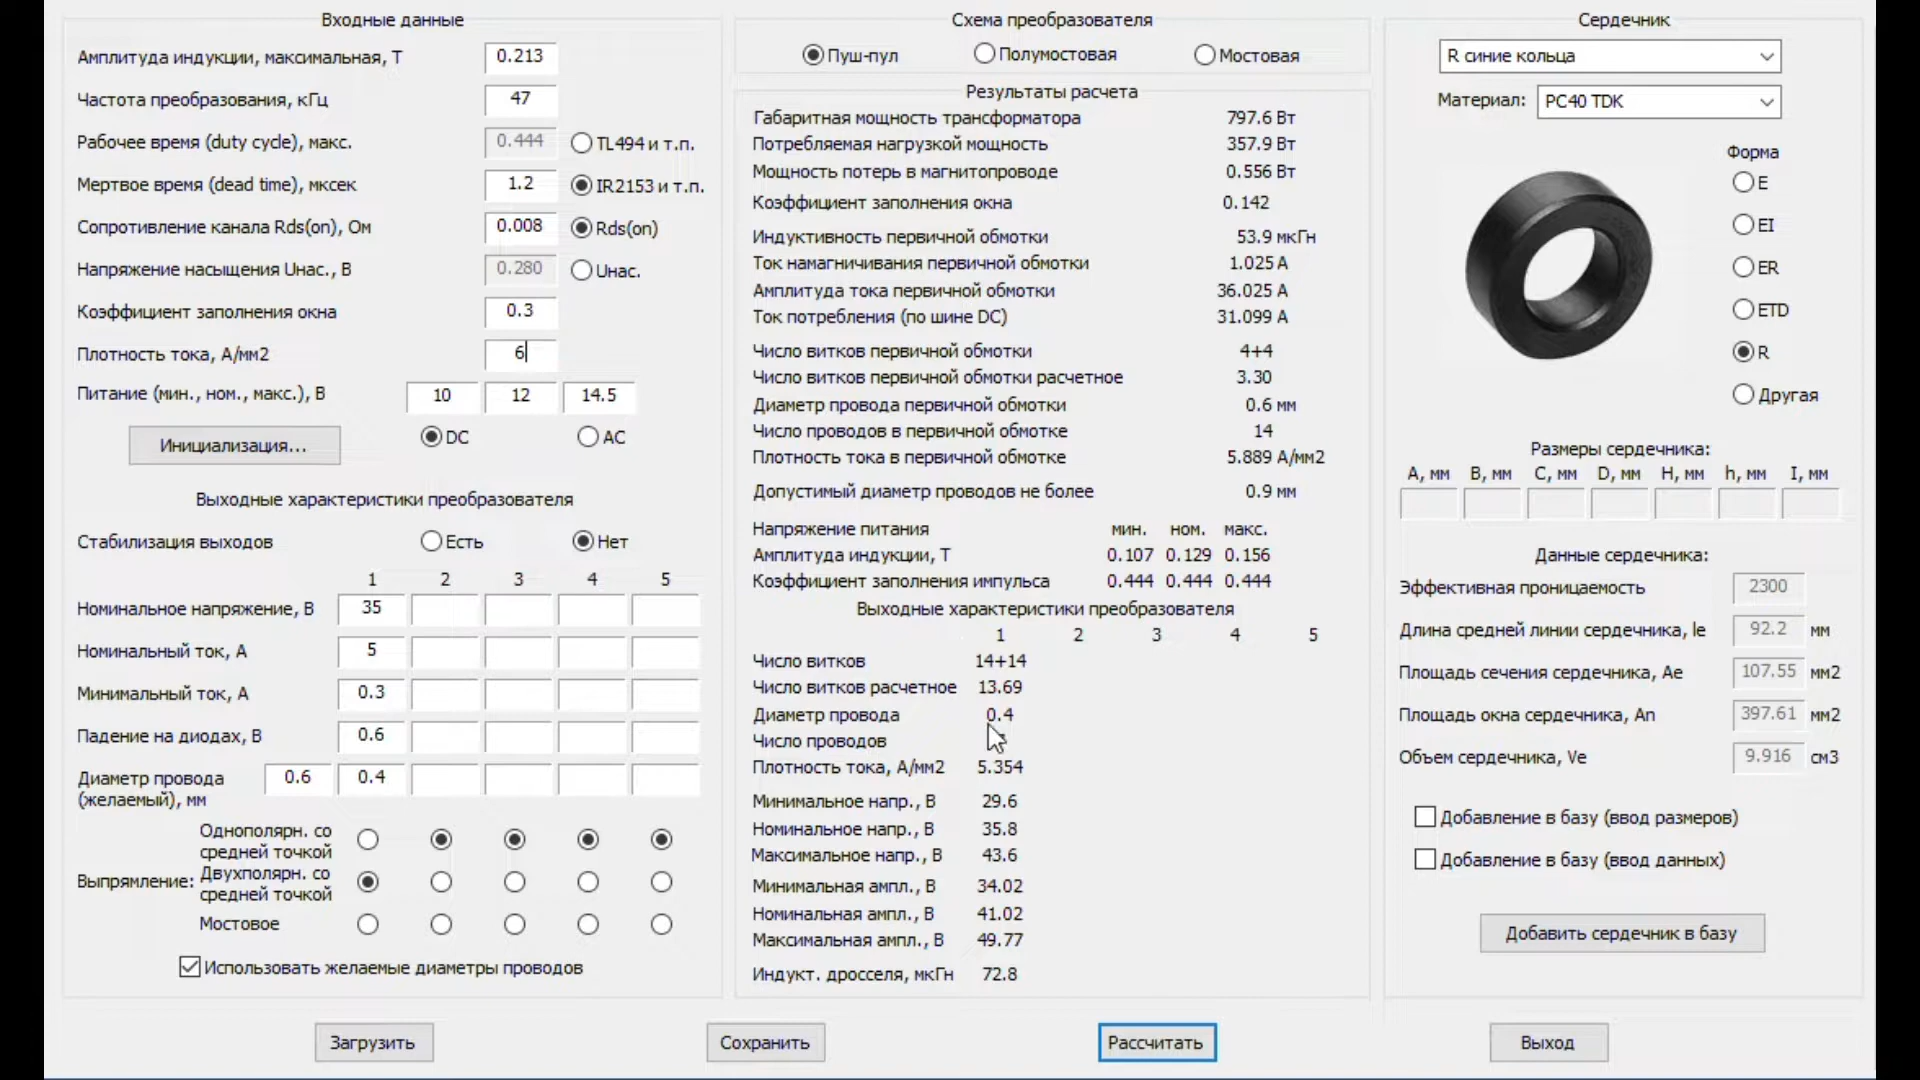 Входные данные
Амплитуда индукции, максимальная, Т 0.213
Частота преобразования, кГц 47
Рабочее время (duty cycle), макс. 0.444 TL494 и т.п.
Мертвое время (dead time), мксек 1.2 IR2153 и т.п.
Сопротивление канала Rds(on), Ом 0.008 Rds(on)
Напряжение насыщения Uнас., В 0.280 Uнас.
Коэффициент заполнения окна 0.3
Плотность тока, А/мм2 6
Питание (мин., ном., макс.), В 10 12 14.5
Инициализация... DC AC
Выходные характеристики преобразователя
Стабилизация выходов Есть Нет
1 2 3 4 5
Номинальное напряжение, В 35
Номинальный ток, А 5
Минимальный ток, А 0.3
Падение на диодах, В 0.6
Диаметр провода 0.6 0.4
(желаемый), мм
Однополярн. со
средней точкой
Выпрямление: Двухполярн. со
средней точкой
Мостовое
Использовать желаемые диаметры проводов
Схема преобразователя
Пуш-пул Полумостовая Мостовая
Результаты расчета
Габаритная мощность трансформатора 797.6 Вт
Потребляемая нагрузкой мощность 357.9 Вт
Мощность потерь в магнитопроводе 0.556 Вт
Коэффициент заполнения окна 0.142
Индуктивность первичной обмотки 53.9 мкГн
Ток намагничивания первичной обмотки 1.025 А
Амплитуда тока первичной обмотки 36.025 А
Ток потребления (по шине DC) 31.099 А
Число витков первичной обмотки 4+4
Число витков первичной обмотки расчетное 3.30
Диаметр провода первичной обмотки 0.6 мм
Число проводов в первичной обмотке 14
Плотность тока в первичной обмотке 5.889 А/мм2
Допустимый диаметр проводов не более 0.9 мм
Напряжение питания мин. ном. макс.
Амплитуда индукции, Т 0.107 0.129 0.156
Коэффициент заполнения импульса 0.444 0.444 0.444
Выходные характеристики преобразователя
1 2 3 4 5
Число витков 14+14
Число витков расчетное 13.69
Диаметр провода 0.4
Число проводов
Плотность тока, А/мм2 5.354
Минимальное напр., В 29.6
Номинальное напр., В 35.8
Максимальное напр., В 43.6
Минимальная ампл., В 34.02
Номинальная ампл., В 41.02
Максимальная ампл., В 49.77
Индукт. дросселя, мкГн 72.8
Сердечник
R синие кольца
Материал: PC40 TDK
Форма
E
EI
ER
ETD
R
Другая
Размеры сердечника:
A, мм B, мм C, мм D, мм H, мм h, мм I, мм
Данные сердечника:
Эффективная проницаемость 2300
Длина средней линии сердечника, le 92.2 мм
Площадь сечения сердечника, Ae 107.55 мм2
Площадь окна сердечника, An 397.61 мм2
Объем сердечника, Ve 9.916 см3
Добавление в базу (ввод размеров)
Добавление в базу (ввод данных)
Добавить сердечник в базу
Загрузить Сохранить Рассчитать Выход